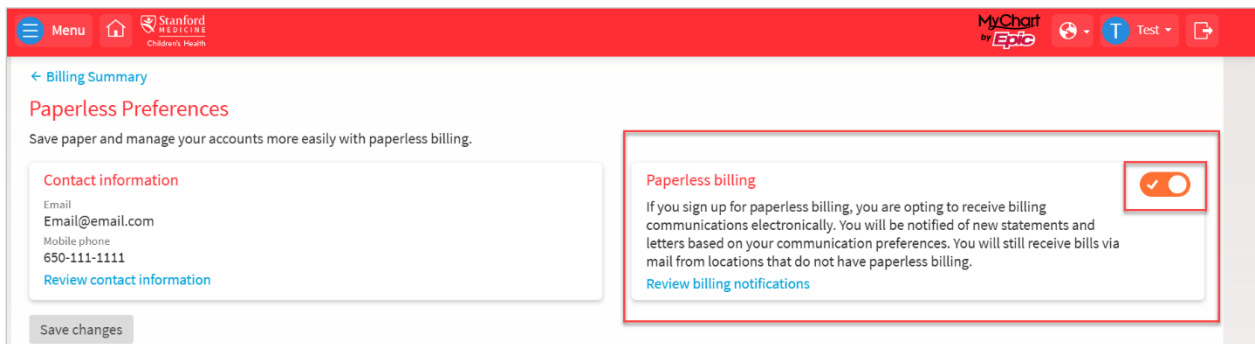 Menu
Stanford
MEDICINE
Children's Health
MyChart
by Epic
T Test
← Billing Summary
Paperless Preferences
Save paper and manage your accounts more easily with paperless billing.
Contact information
Email
Email@email.com
Mobile phone
650-111-1111
Review contact information
Paperless billing
If you sign up for paperless billing, you are opting to receive billing
communications electronically. You will be notified of new statements and
letters based on your communication preferences. You will still receive bills via
mail from locations that do not have paperless billing.
Review billing notifications
Save changes